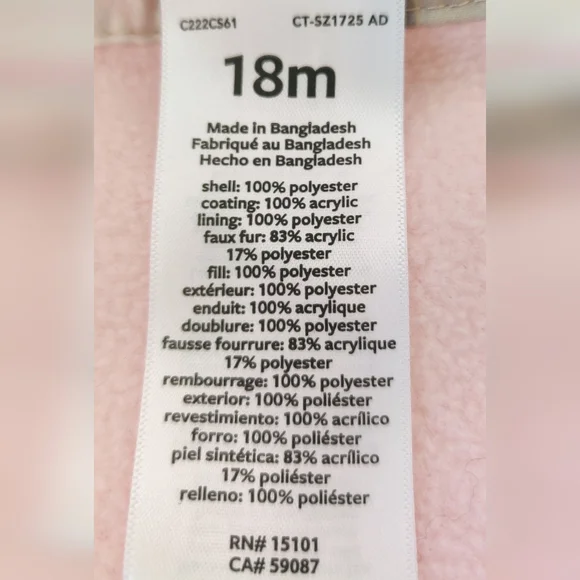 C222CS61 CT-SZ1725 AD
18m
Made in Bangladesh
Fabriqué au Bangladesh
Hecho en Bangladesh
shell: 100% polyester
coating: 100% acrylic
lining: 100% polyester
faux fur: 83% acrylic
17% polyester
fill: 100% polyester
extérieur: 100% polyester
enduit: 100% acrylique
doublure: 100% polyester
fausse fourrure: 83% acrylique
17% polyester
rembourrage: 100% polyester
exterior: 100% poliéster
revestimiento: 100% acrílico
forro: 100% poliéster
piel sintética: 83% acrílico
17% poliéster
relleno: 100% poliéster
RN# 15101
CA# 59087